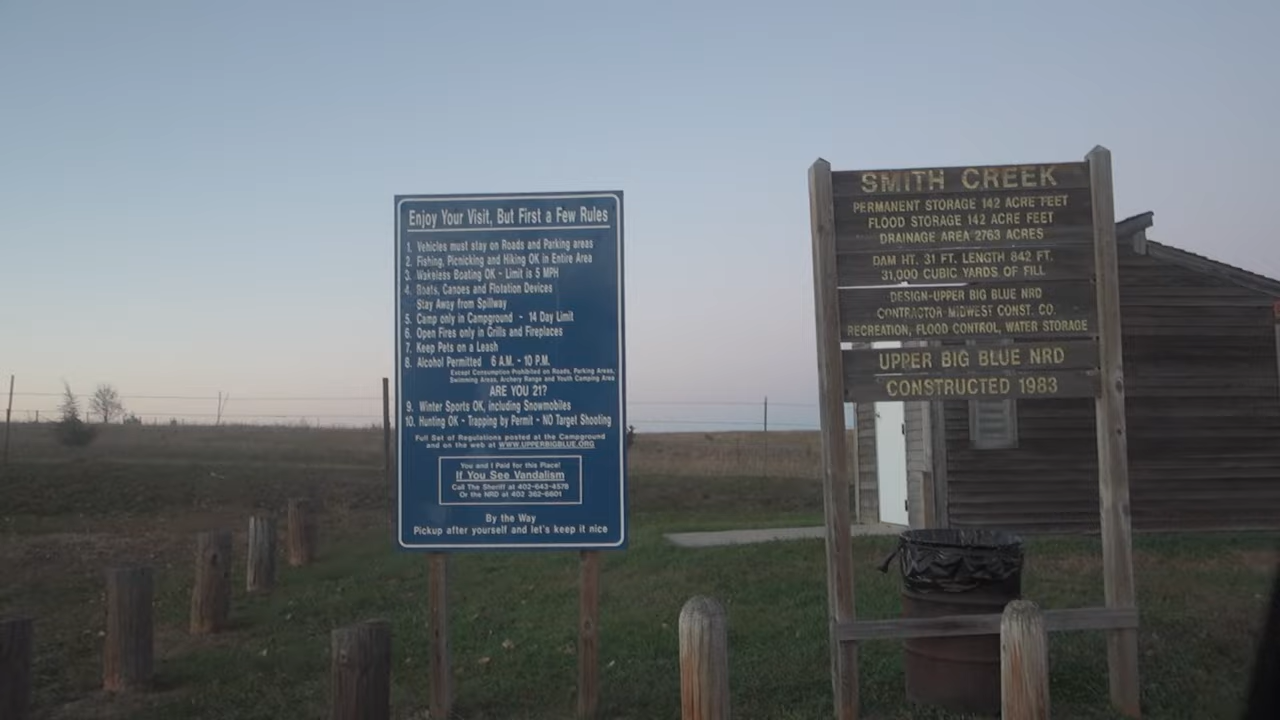 Enjoy Your Visit, But First a Few Rules
1. Vehicles must stay on Roads and Parking areas
2. Fishing, Picnicking and Hiking OK in Entire Area
3. Wakeless Boating OK - Limit is 5 MPH
4. Boats, Canoes and Flotation Devices
Stay Away from Spillway
5. Camp only in Campground - 14 Day Limit
6. Open Fires only in Grills and Fireplaces
7. Keep Pets on a Leash
8. Alcohol Permitted 6 A.M. - 10 P.M.
Except Consumption Prohibited on Roads, Parking Areas,
Swimming Areas, Archery Range and Youth Camping Area
ARE YOU 21?
9. Winter Sports OK, including Snowmobiles
10. Hunting OK - Trapping by Permit - NO Target Shooting
Full Set of Regulations posted at the Campground
and on the web at WWW.UPPERBIGBLUE.ORG
You and I Paid for this Place!
If You See Vandalism
Call The Sheriff at 402-643-4578
Or the NRD at 402 362-6601
By the Way
Pickup after yourself and let's keep it nice
SMITH CREEK
PERMANENT STORAGE 142 ACRE FEET
FLOOD STORAGE 142 ACRE FEET
DRAINAGE AREA 2763 ACRES
DAM HT. 31 FT. LENGTH 842 FT.
31,000 CUBIC YARDS OF FILL
DESIGN-UPPER BIG BLUE NRD
CONTRACTOR-MIDWEST CONST. CO.
RECREATION, FLOOD CONTROL, WATER STORAGE
UPPER BIG BLUE NRD
CONSTRUCTED 1983